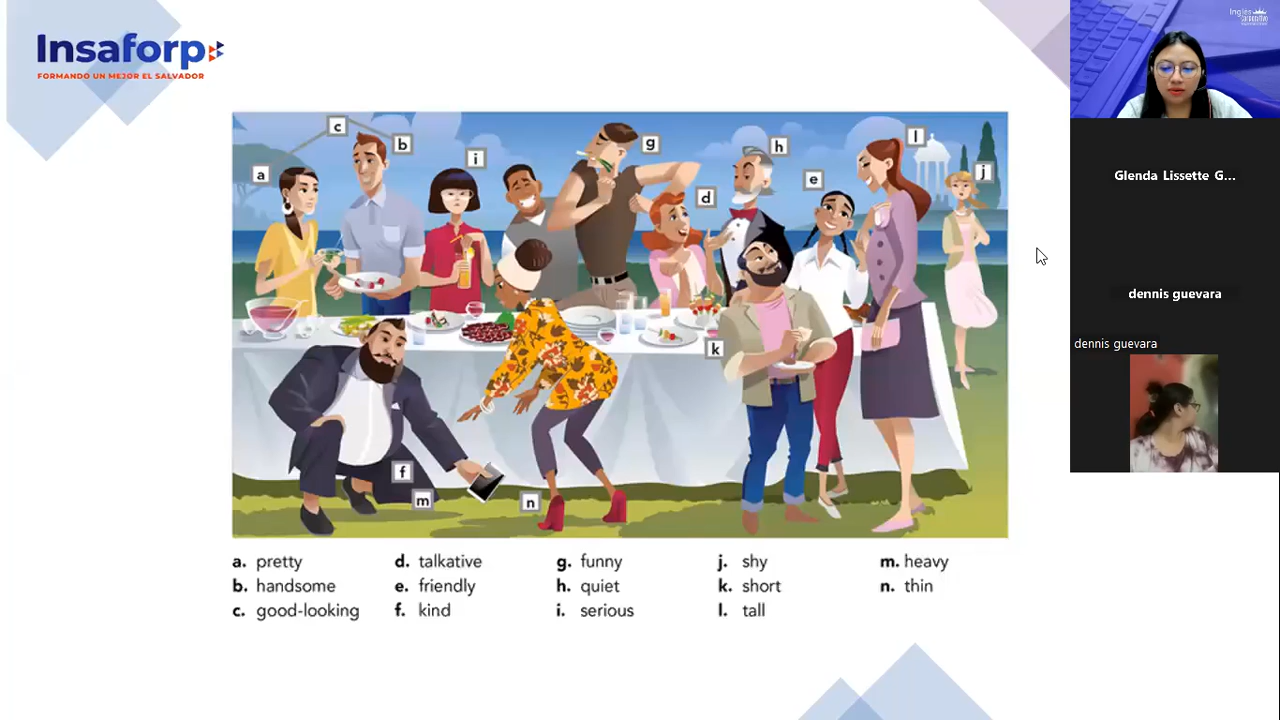 Insaforp
FORMANDO UN MEJOR EL SALVADOR
c
b
g
l
a
i
h
e
j
d
k
f
m
n
a. pretty
b. handsome
c. good-looking
d. talkative
e. friendly
f. kind
g. funny
h. quiet
i. serious
j. shy
k. short
l. tall
m. heavy
n. thin
Glenda Lissette G...
dennis guevara
dennis guevara